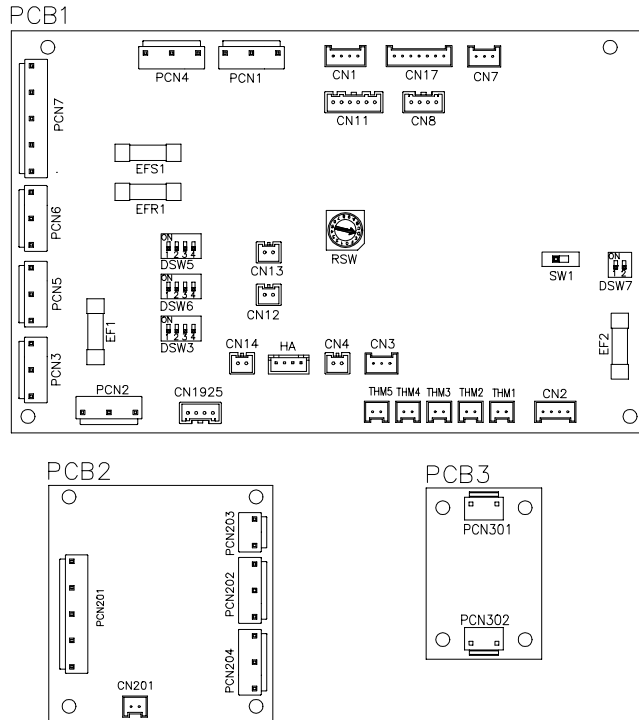 PCB1
PCN4
PCN1
CN1
CN17
CN7
CN11
CN8
PCN7
EFS1
EFR1
PCN6
RSW
ON
1 2 3 4
DSW5
CN13
SW1
ON
1 2
DSW7
PCN5
ON
1 2 3 4
DSW6
CN12
EF1
ON
1 2 3 4
DSW3
EF2
PCN3
CN14
HA
CN4
CN3
PCN2
CN1925
THM5
THM4
THM3
THM2
THM1
CN2
PCB2
PCB3
PCN203
PCN301
PCN202
PCN201
PCN302
PCN204
CN201